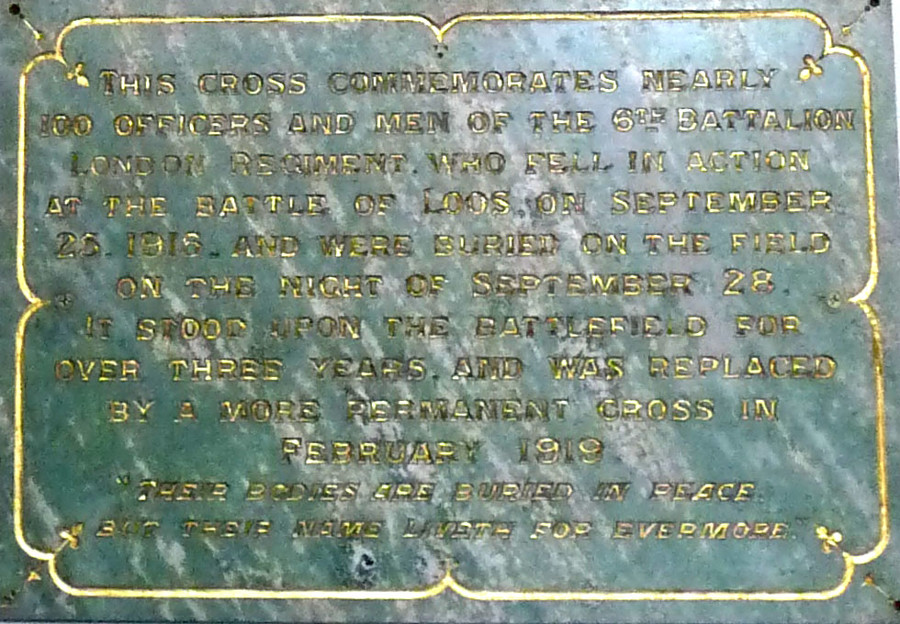 THIS CROSS COMMEMORATES NEARLY
100 OFFICERS AND MEN OF THE 6TH BATTALION
LONDON REGIMENT. WHO FELL IN ACTION
AT THE BATTLE OF LOOS, ON SEPTEMBER
25. 1915. AND WERE BURIED ON THE FIELD
ON THE NIGHT OF SEPTEMBER 28.
IT STOOD UPON THE BATTLEFIELD FOR
OVER THREE YEARS, AND WAS REPLACED
BY A MORE PERMANENT CROSS IN
FEBRUARY 1919
"THEIR BODIES ARE BURIED IN PEACE.
BUT THEIR NAME LIVETH FOR EVERMORE."